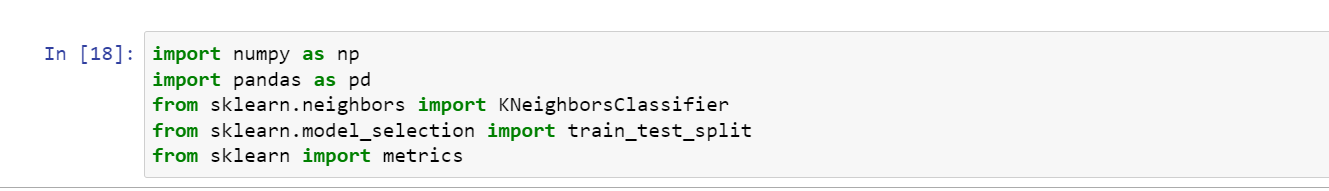 In [18]: import numpy as np
import pandas as pd
from sklearn.neighbors import KNeighborsClassifier
from sklearn.model_selection import train_test_split
from sklearn import metrics